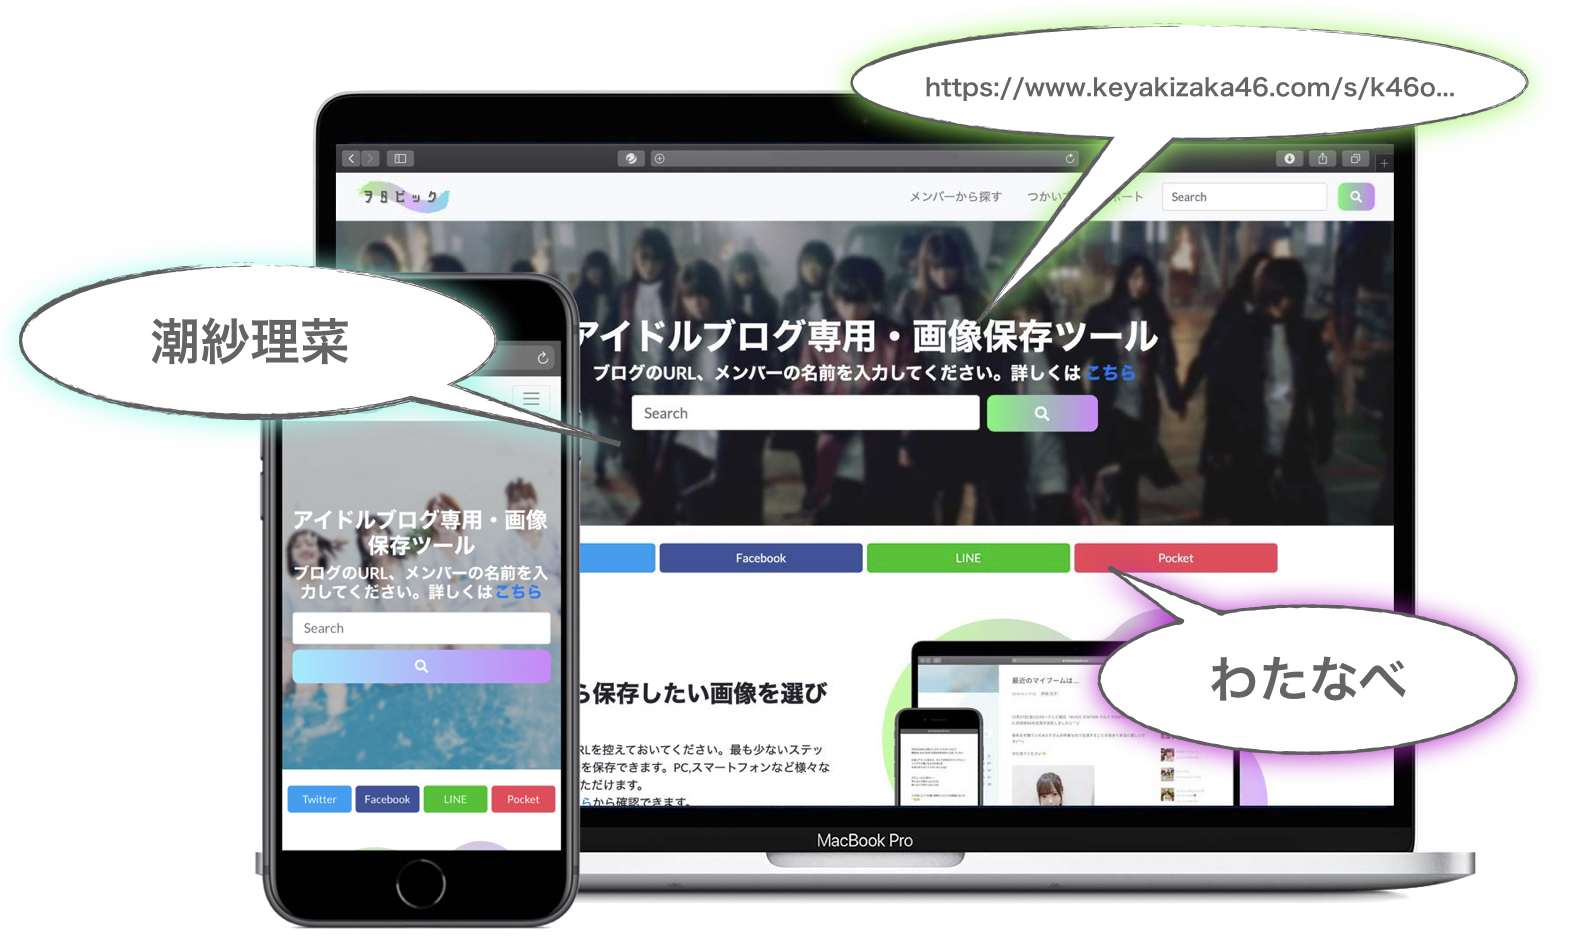 https://www.keyakizaka46.com/s/k46o...
ヲタピック
メンバーから探す
つかい
ポート
Search
潮紗理菜
アイドルブログ専用・画像保存ツール
ブログのURL、メンバーの名前を入力してください。詳しくは こちら
Search
Facebook
LINE
Pocket
わたなべ
ら保存したい画像を選び
RLを控えておいてください。最も少ないステッ
を保存できます。PC,スマートフォンなど様々な
ただけます。
らから確認できます。
最近のマイブームは...
アイドルブログ専用・画像
保存ツール
ブログのURL、メンバーの名前を入
力してください。詳しくは こちら
Search
Twitter
Facebook
LINE
Pocket
MacBook Pro